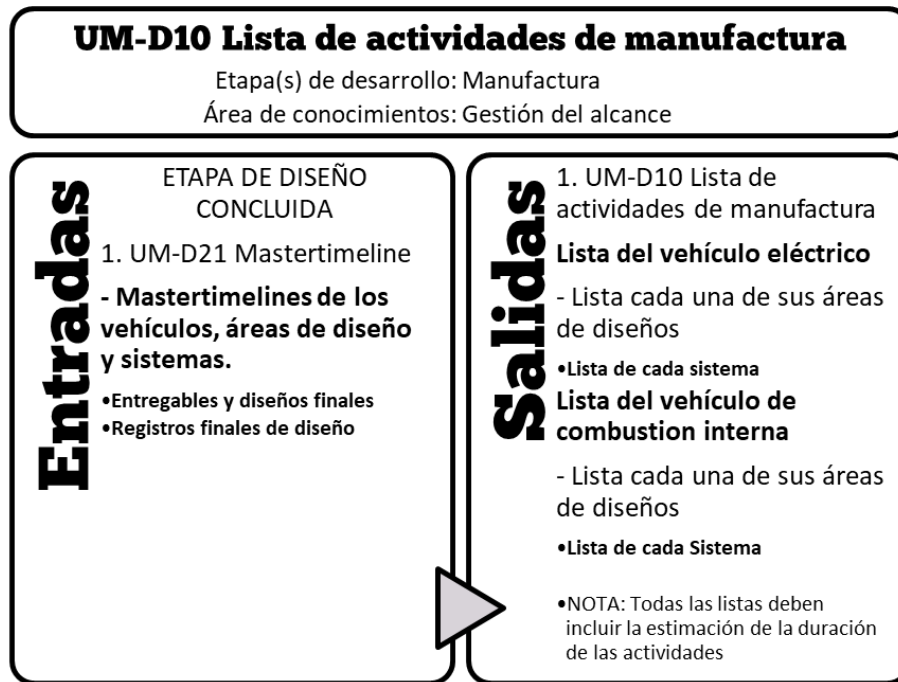 UM-D10 Lista de actividades de manufactura
Etapa(s) de desarrollo: Manufactura
Área de conocimientos: Gestión del alcance
Entradas
ETAPA DE DISEÑO
CONCLUIDA
1. UM-D21 Mastertimeline
- Mastertimelines de los
vehículos, áreas de diseño
y sistemas.
•Entregables y diseños finales
•Registros finales de diseño
Salidas
1. UM-D10 Lista de
actividades de manufactura
Lista del vehículo eléctrico
- Lista cada una de sus áreas
de diseños
•Lista de cada sistema
Lista del vehículo de
combustion interna
- Lista cada una de sus áreas
de diseños
•Lista de cada Sistema
•NOTA: Todas las listas deben
incluir la estimación de la duración
de las actividades